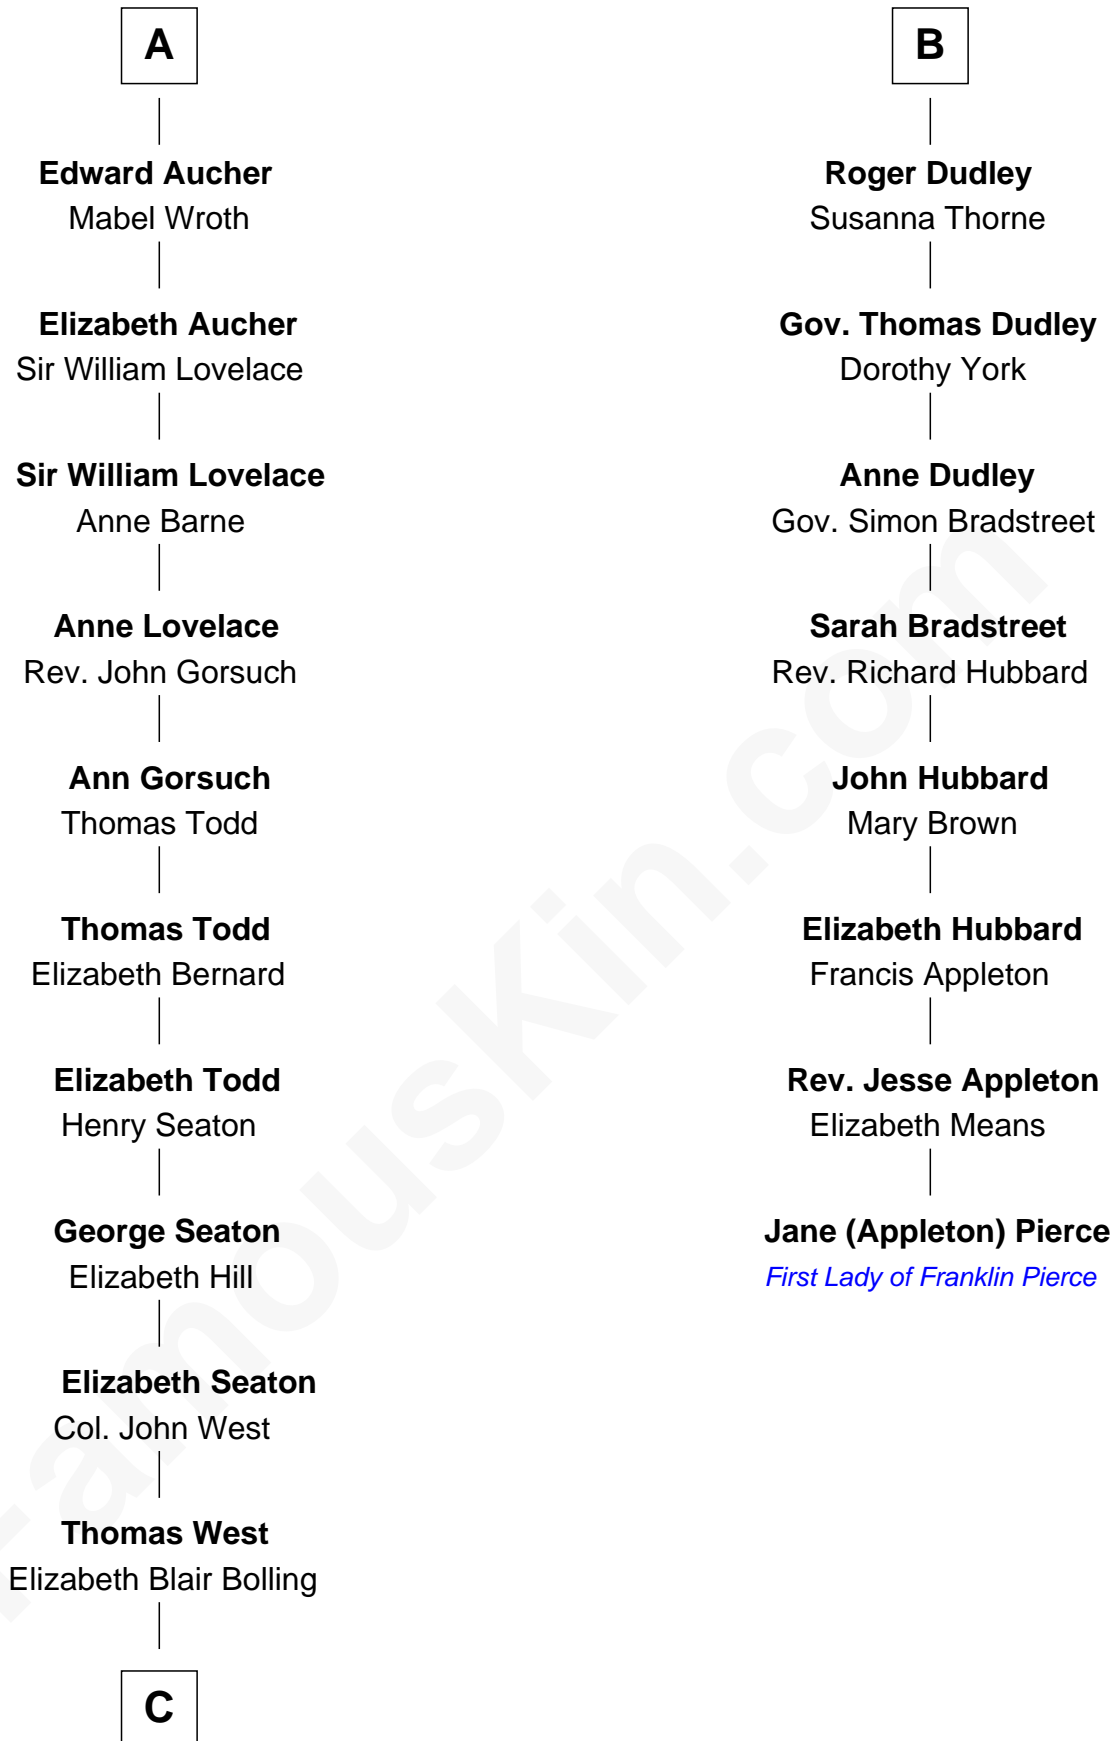 A
Edward Aucher
Mabel Wroth
Elizabeth Aucher
Sir William Lovelace
Sir William Lovelace
Anne Barne
Anne Lovelace
Rev. John Gorsuch
Ann Gorsuch
Thomas Todd
Thomas Todd
Elizabeth Bernard
Elizabeth Todd
Henry Seaton
George Seaton
Elizabeth Hill
Elizabeth Seaton
Col. John West
Thomas West
Elizabeth Blair Bolling
C
B
Roger Dudley
Susanna Thorne
Gov. Thomas Dudley
Dorothy York
Anne Dudley
Gov. Simon Bradstreet
Sarah Bradstreet
Rev. Richard Hubbard
John Hubbard
Mary Brown
Elizabeth Hubbard
Francis Appleton
Rev. Jesse Appleton
Elizabeth Means
Jane (Appleton) Pierce
First Lady of Franklin Pierce
FamousKin.com